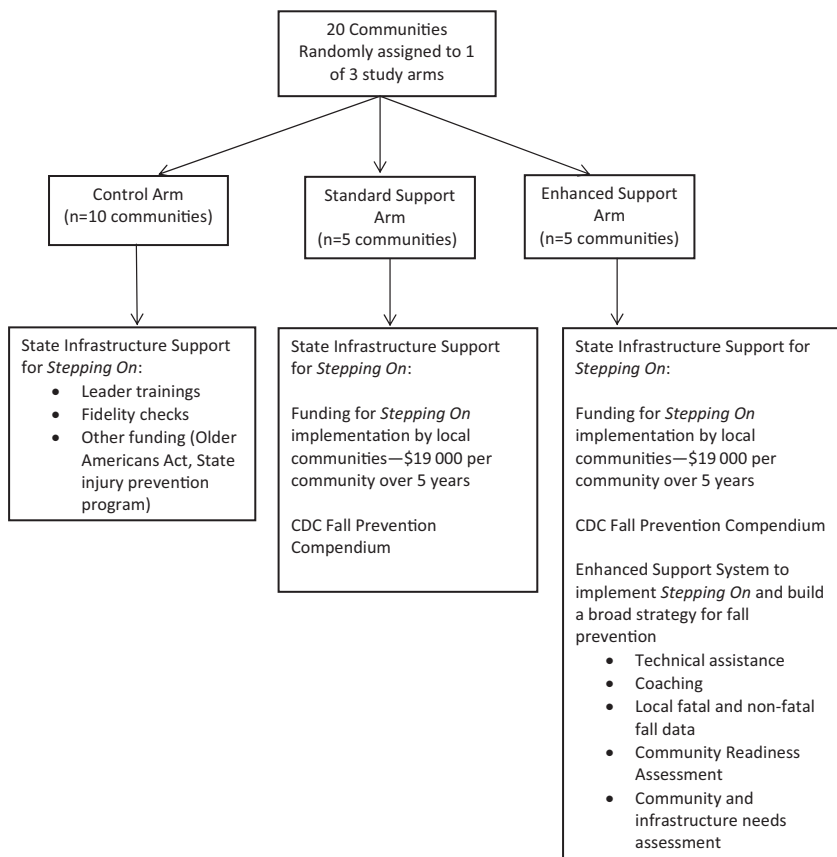 20 Communities
Randomly assigned to 1
of 3 study arms
Control Arm
(n=10 communities)
Standard Support
Arm
(n=5 communities)
Enhanced Support
Arm
(n=5 communities)
State Infrastructure Support
for Stepping On:
• Leader trainings
• Fidelity checks
• Other funding (Older
Americans Act, State
injury prevention
program)
State Infrastructure Support
for Stepping On:
Funding for Stepping On
implementation by local
communities—$19 000 per
community over 5 years
CDC Fall Prevention
Compendium
State Infrastructure Support for
Stepping On:
Funding for Stepping On
implementation by local
communities—$19 000 per
community over 5 years
CDC Fall Prevention Compendium
Enhanced Support System to
implement Stepping On and build
a broad strategy for fall
prevention
• Technical assistance
• Coaching
• Local fatal and non-fatal
fall data
• Community Readiness
Assessment
• Community and
infrastructure needs
assessment